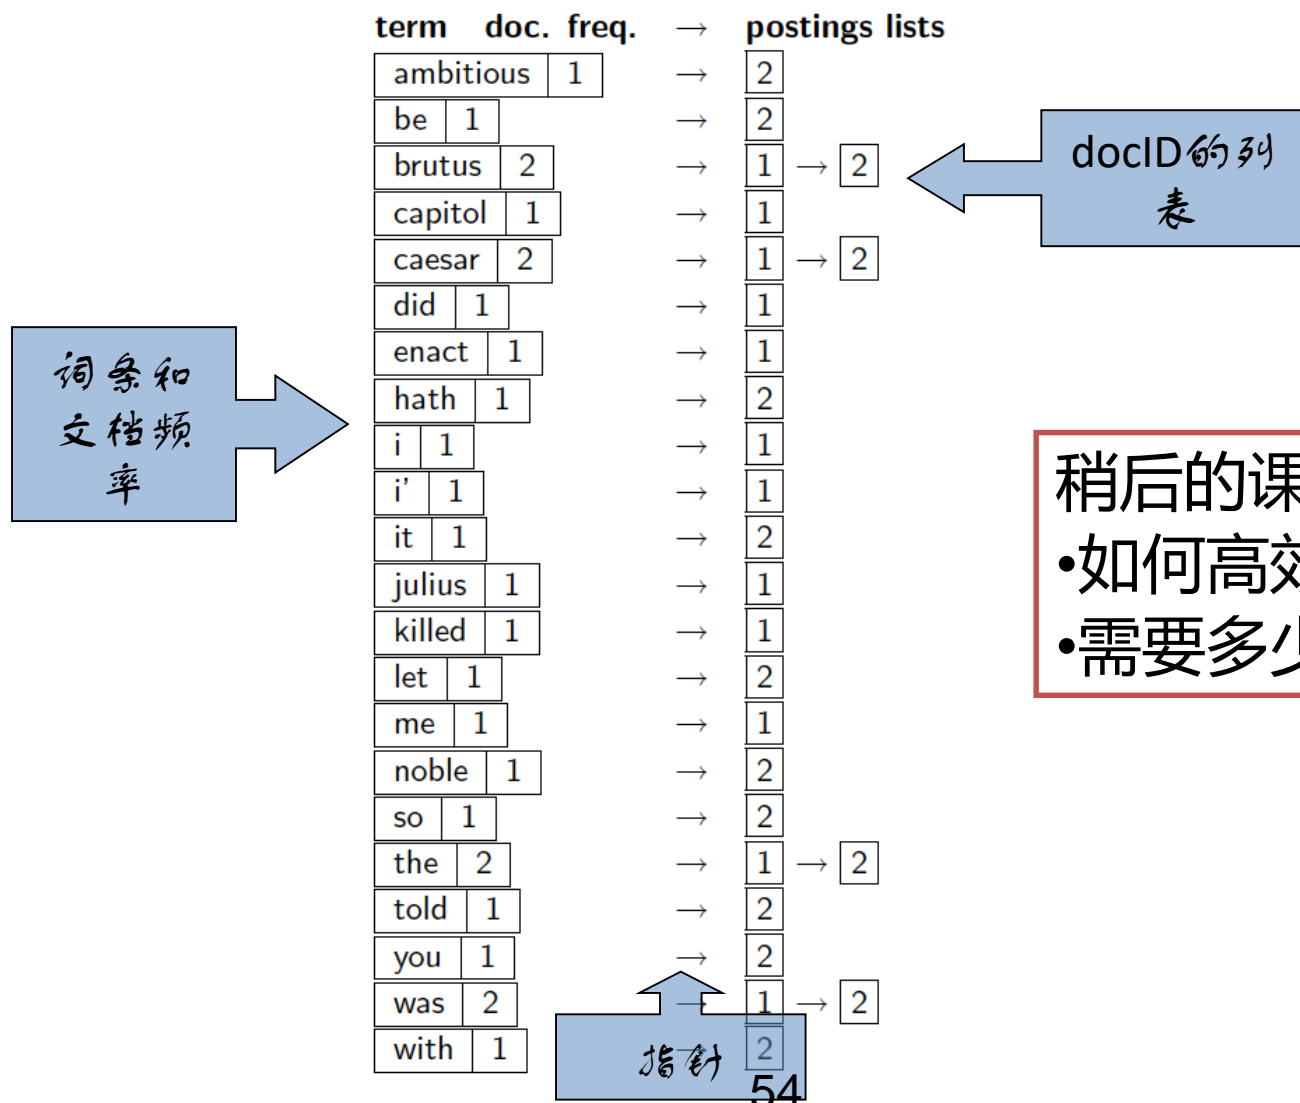 term doc. freq. → postings lists
ambitious 1 → 2
be 1 → 2
brutus 2 → 1 → 2
capitol 1 → 1
caesar 2 → 1 → 2
did 1 → 1
enact 1 → 1
hath 1 → 2
i 1 → 1
i' 1 → 1
it 1 → 2
julius 1 → 1
killed 1 → 1
let 1 → 2
me 1 → 1
noble 1 → 2
so 1 → 2
the 2 → 1 → 2
told 1 → 2
you 1 → 2
was 2 → 1 → 2
with 1 → 2
docID的列
表
词条和
文档频
率
稍后的课
•如何高效
•需要多少
指针
54